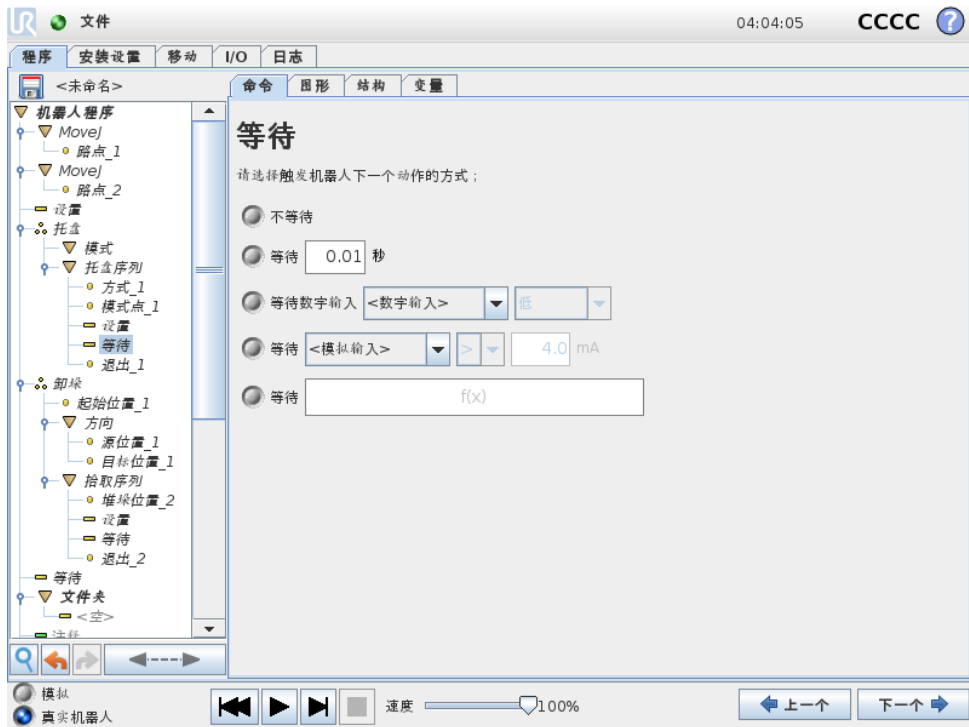 UR 文件 04:04:05 CCCC ?
程序 安装设置 移动 I/O 日志
<未命名>
命令 图形 结构 变量
机器人程序
MoveJ
路点_1
MoveJ
路点_2
设置
托盘
模式
托盘序列
方式_1
模式点_1
设置
等待
退出_1
卸垛
起始位置_1
方向
源位置_1
目标位置_1
拾取序列
堆垛位置_2
设置
等待
退出_2
等待
文件夹
<空>
注释
等待
请选择触发机器人下一个动作的方式：
不等待
等待 0.01 秒
等待数字输入 <数字输入> 低
等待 <模拟输入> > 4.0 mA
等待 f(x)
模拟
真实机器人
速度 100%
上一个 下一个